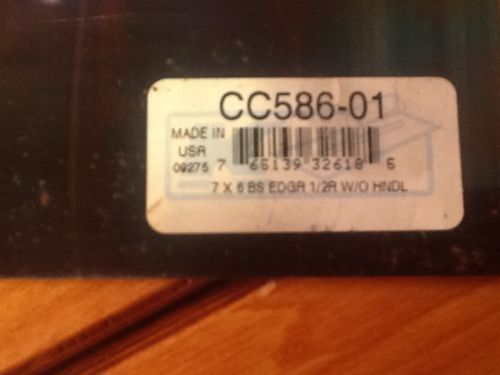 CC586-01
MADE IN
USA
09275
7 65139 32618 5
7 X 6 BS EDGR 1/2R W/O HNDL